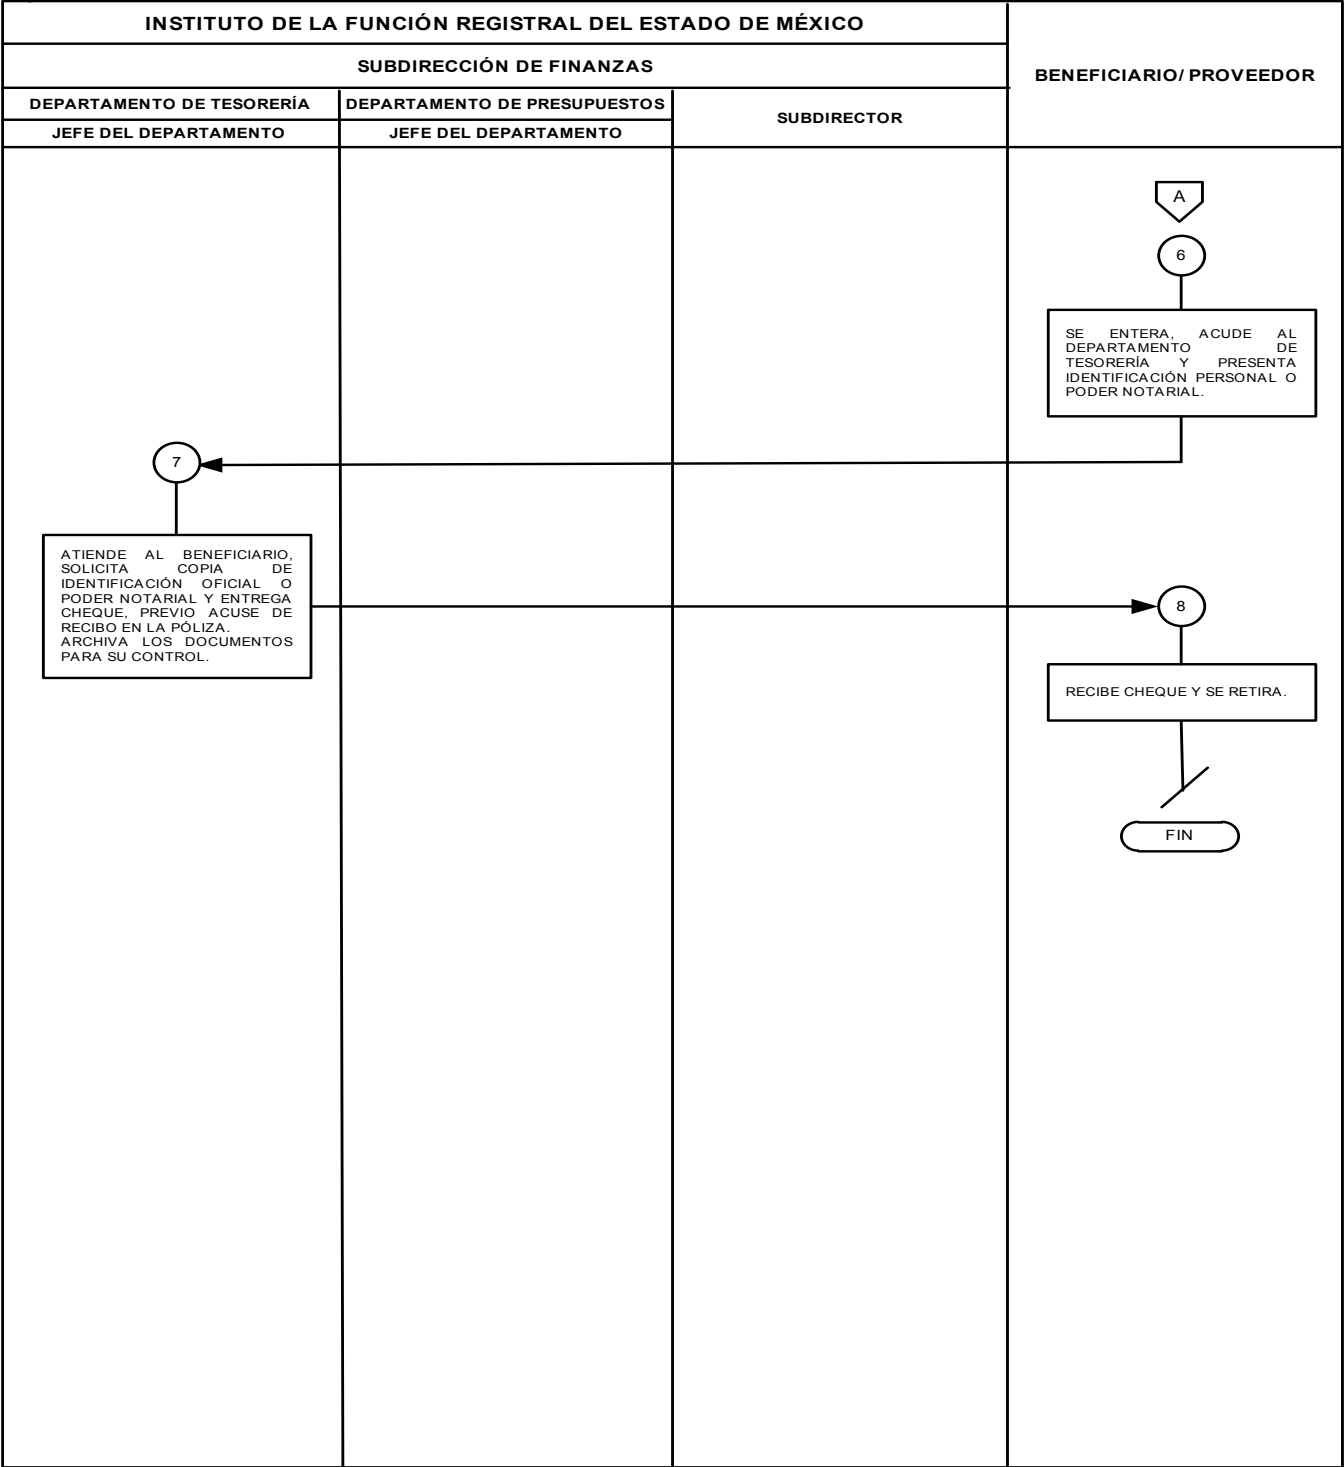 INSTITUTO DE LA FUNCIÓN REGISTRAL DEL ESTADO DE MÉXICO
SUBDIRECCIÓN DE FINANZAS
BENEFICIARIO/ PROVEEDOR
DEPARTAMENTO DE TESORERÍA
DEPARTAMENTO DE PRESUPUESTOS
SUBDIRECTOR
JEFE DEL DEPARTAMENTO
JEFE DEL DEPARTAMENTO
A
6
SE ENTERA, ACUDE AL
DEPARTAMENTO DE
TESORERÍA Y PRESENTA
IDENTIFICACIÓN PERSONAL O
PODER NOTARIAL.
7
ATIENDE AL BENEFICIARIO,
SOLICITA COPIA DE
IDENTIFICACIÓN OFICIAL O
PODER NOTARIAL Y ENTREGA
CHEQUE, PREVIO ACUSE DE
RECIBO EN LA PÓLIZA.
ARCHIVA LOS DOCUMENTOS
PARA SU CONTROL.
8
RECIBE CHEQUE Y SE RETIRA.
FIN